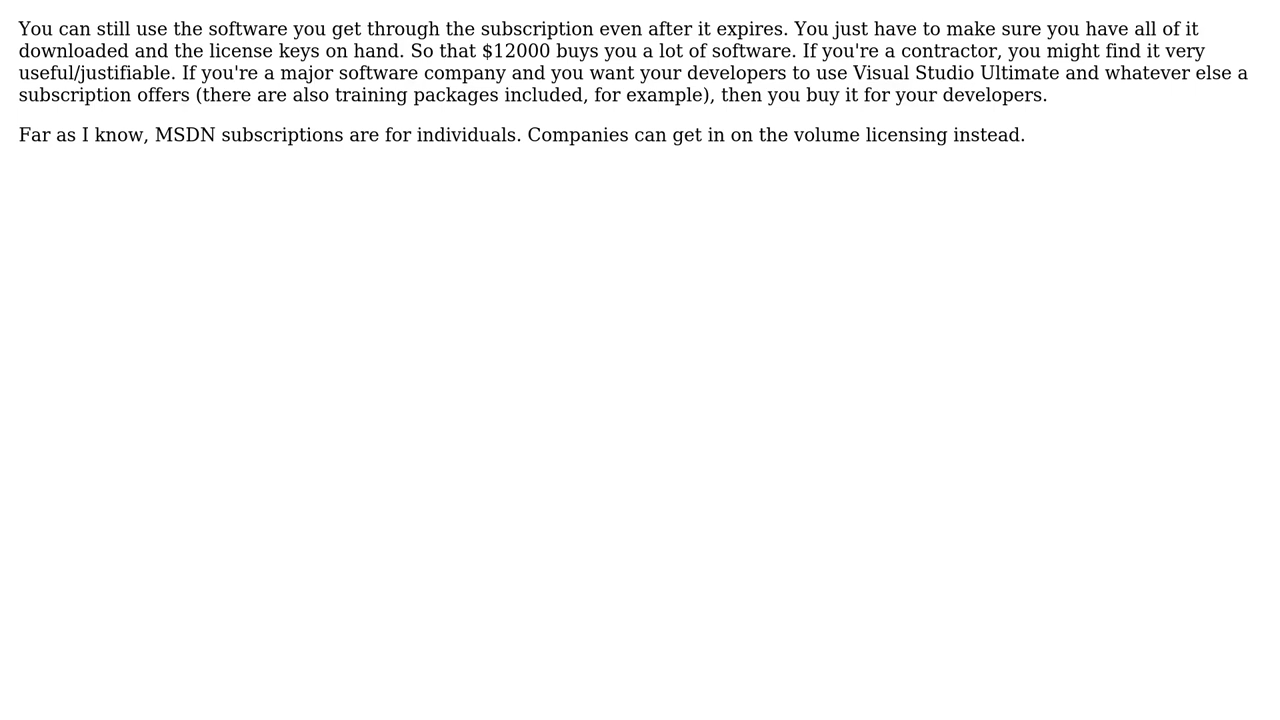 You can still use the software you get through the subscription even after it expires. You just have to make sure you have all of it
downloaded and the license keys on hand. So that $12000 buys you a lot of software. If you're a contractor, you might find it very
useful/justifiable. If you're a major software company and you want your developers to use Visual Studio Ultimate and whatever else a
subscription offers (there are also training packages included, for example), then you buy it for your developers.
Far as I know, MSDN subscriptions are for individuals. Companies can get in on the volume licensing instead.